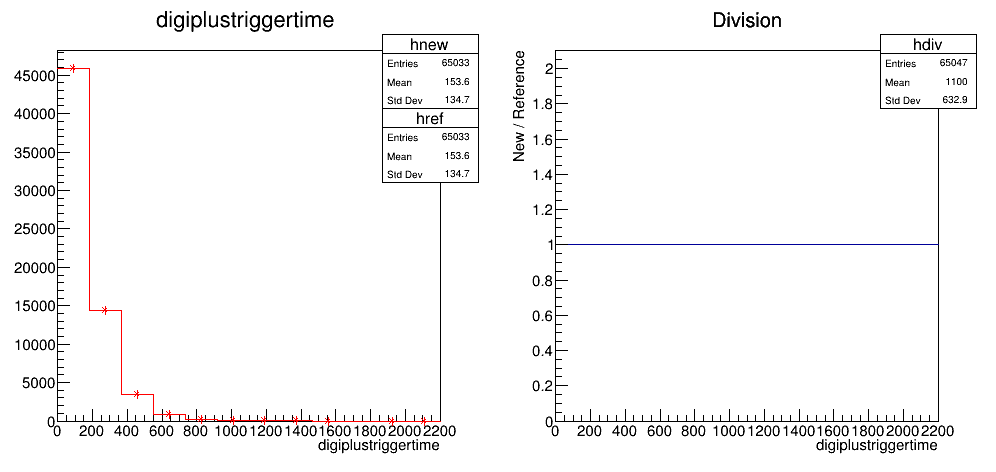 digiplustriggertime
hnew
Entries 65033
Mean 153.6
Std Dev 134.7
href
Entries 65033
Mean 153.6
Std Dev 134.7
45000
40000
35000
30000
25000
20000
15000
10000
5000
0
0 200 400 600 800 1000 1200 1400 1600 1800 2000 2200
digiplustriggertime
Division
hdiv
Entries 65047
Mean 1100
Std Dev 632.9
New / Reference
2
1.8
1.6
1.4
1.2
1
0.8
0.6
0.4
0.2
0
0 200 400 600 800 1000 1200 1400 1600 1800 2000 2200
digiplustriggertime